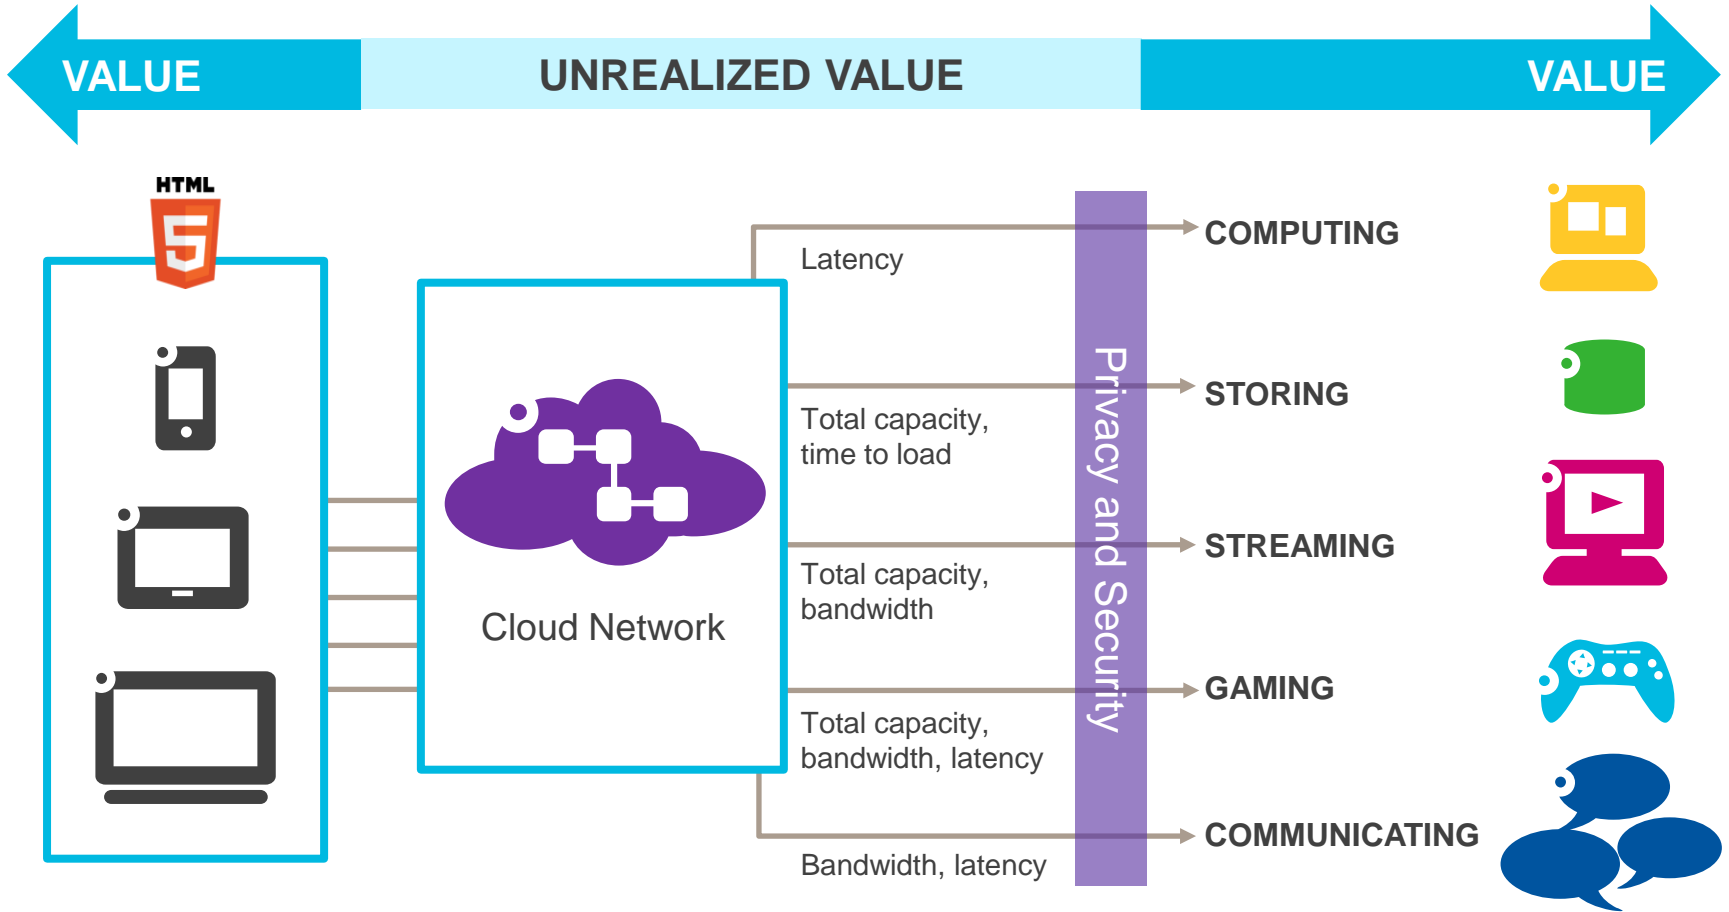 VALUE
UNREALIZED VALUE
VALUE
HTML
5
Latency
COMPUTING
Total capacity,
time to load
STORING
Cloud Network
Total capacity,
bandwidth
STREAMING
Total capacity,
bandwidth, latency
GAMING
Bandwidth, latency
COMMUNICATING
Privacy and Security